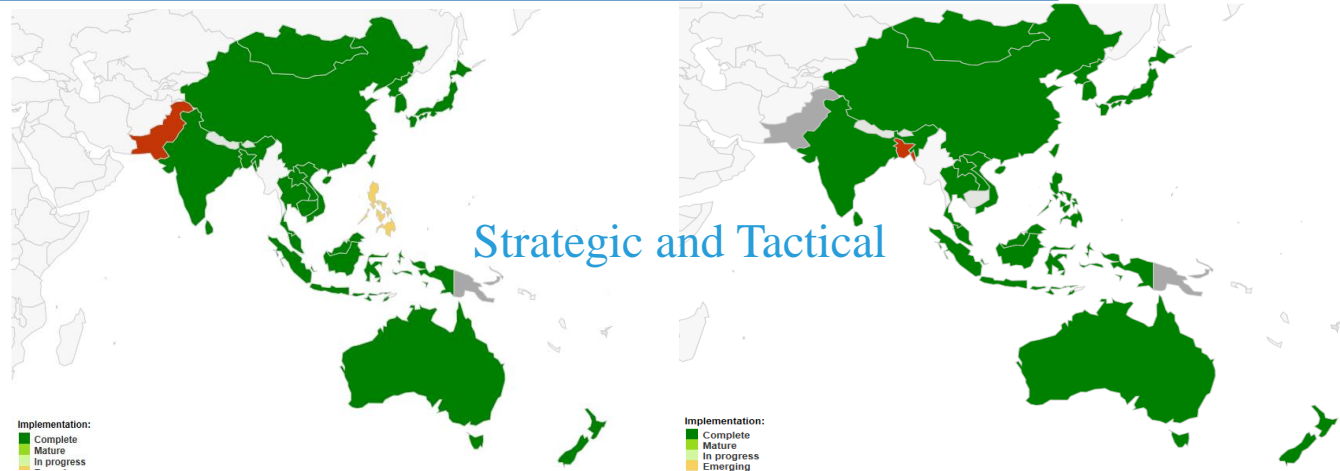 Strategic and Tactical
Implementation:
Complete
Mature
In progress
Implementation:
Complete
Mature
In progress
Emerging